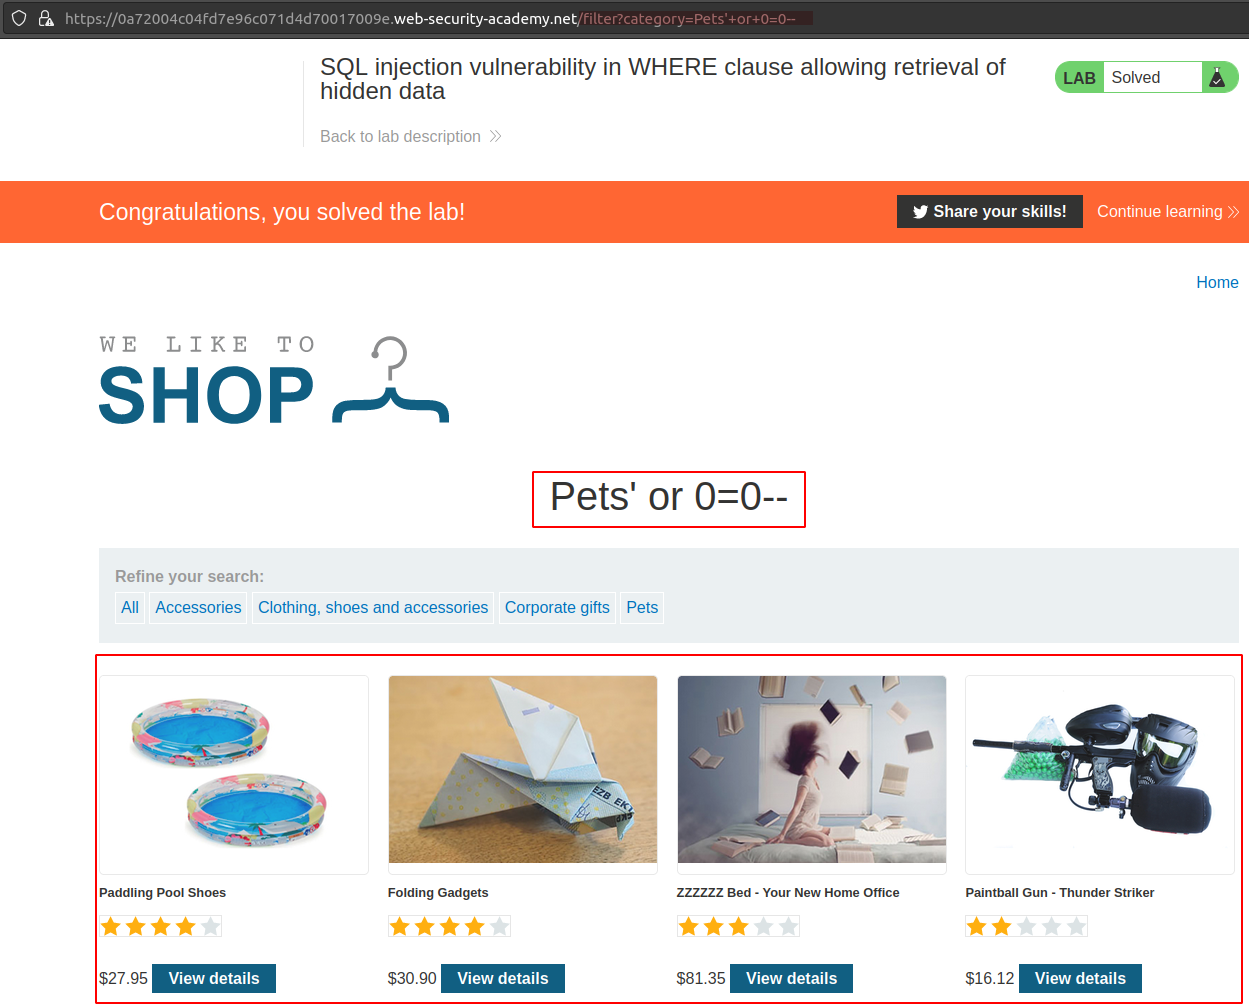 https://0a72004c04fd7e96c071d4d70017009e.web-security-academy.net/filter?category=Pets'+or+0=0--
SQL injection vulnerability in WHERE clause allowing retrieval of
hidden data
LAB Solved
Back to lab description
Congratulations, you solved the lab!
Share your skills!
Continue learning
Home
WE LIKE TO
SHOP
Pets' or 0=0--
Refine your search:
All Accessories Clothing, shoes and accessories Corporate gifts Pets
EZB EK
Paddling Pool Shoes Folding Gadgets ZZZZZZ Bed - Your New Home Office Paintball Gun - Thunder Striker
$27.95 View details $30.90 View details $81.35 View details $16.12 View details